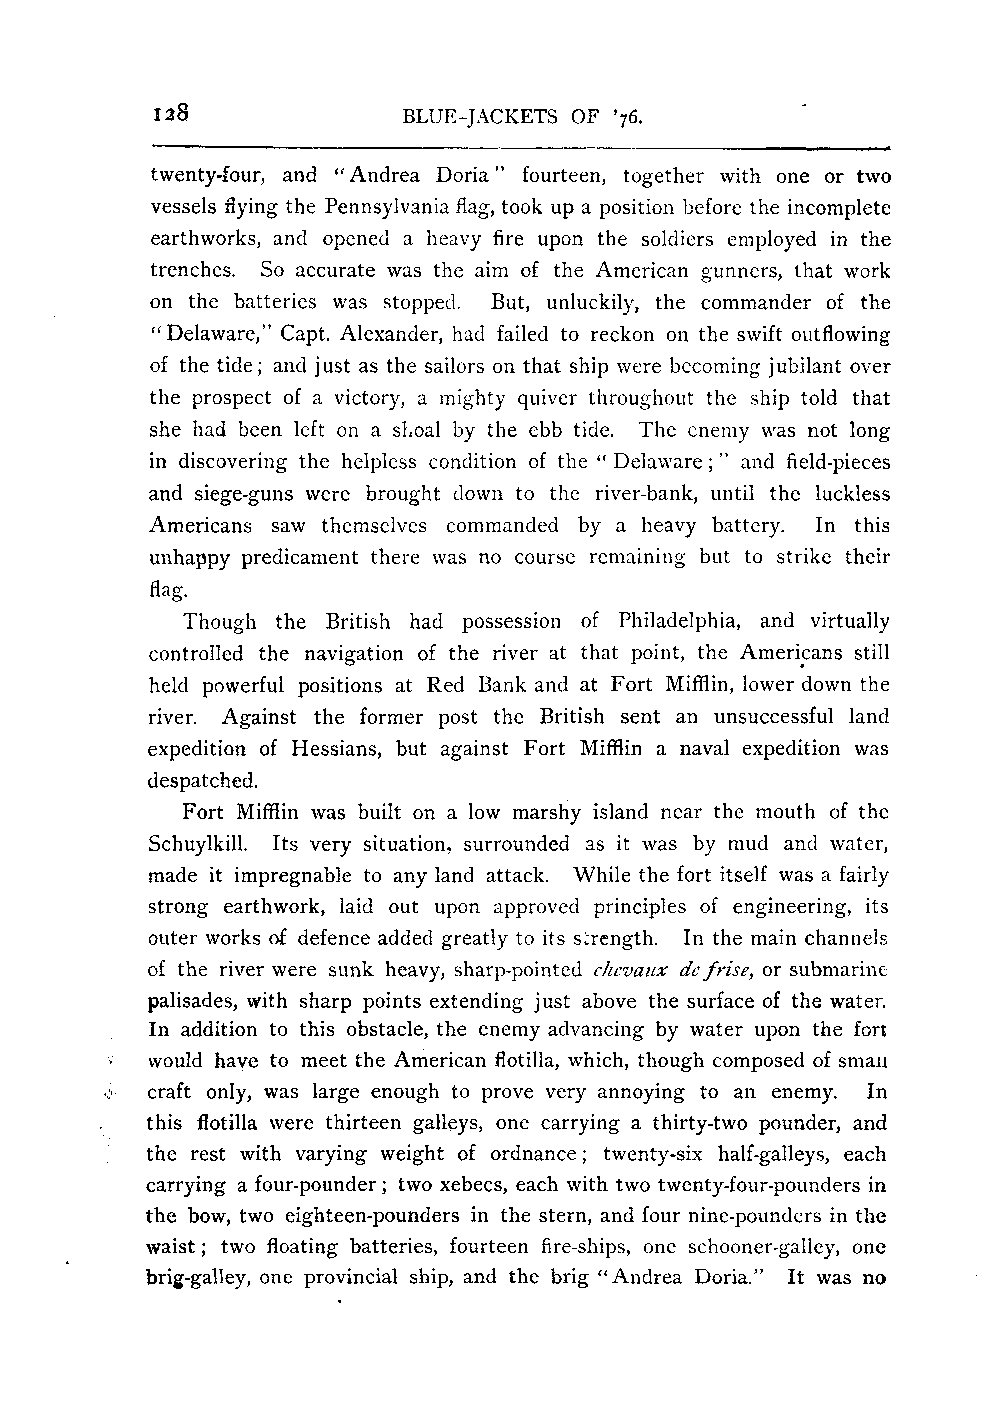 128 BLUE-JACKETS OF '76.
twenty-four, and "Andrea Doria" fourteen, together with one or two
vessels flying the Pennsylvania flag, took up a position before the incomplete
earthworks, and opened a heavy fire upon the soldiers employed in the
trenches. So accurate was the aim of the American gunners, that work
on the batteries was stopped. But, unluckily, the commander of the
"Delaware," Capt. Alexander, had failed to reckon on the swift outflowing
of the tide; and just as the sailors on that ship were becoming jubilant over
the prospect of a victory, a mighty quiver throughout the ship told that
she had been left on a shoal by the ebb tide. The enemy was not long
in discovering the helpless condition of the "Delaware;" and field-pieces
and siege-guns were brought down to the river-bank, until the luckless
Americans saw themselves commanded by a heavy battery. In this
unhappy predicament there was no course remaining but to strike their
flag.
Though the British had possession of Philadelphia, and virtually
controlled the navigation of the river at that point, the Americans still
held powerful positions at Red Bank and at Fort Mifflin, lower down the
river. Against the former post the British sent an unsuccessful land
expedition of Hessians, but against Fort Mifflin a naval expedition was
despatched.
Fort Mifflin was built on a low marshy island near the mouth of the
Schuylkill. Its very situation, surrounded as it was by mud and water,
made it impregnable to any land attack. While the fort itself was a fairly
strong earthwork, laid out upon approved principles of engineering, its
outer works of defence added greatly to its strength. In the main channels
of the river were sunk heavy, sharp-pointed chevaux de frise, or submarine
palisades, with sharp points extending just above the surface of the water.
In addition to this obstacle, the enemy advancing by water upon the fort
would have to meet the American flotilla, which, though composed of small
craft only, was large enough to prove very annoying to an enemy. In
this flotilla were thirteen galleys, one carrying a thirty-two pounder, and
the rest with varying weight of ordnance; twenty-six half-galleys, each
carrying a four-pounder; two xebecs, each with two twenty-four-pounders in
the bow, two eighteen-pounders in the stern, and four nine-pounders in the
waist; two floating batteries, fourteen fire-ships, one schooner-galley, one
brig-galley, one provincial ship, and the brig "Andrea Doria." It was no